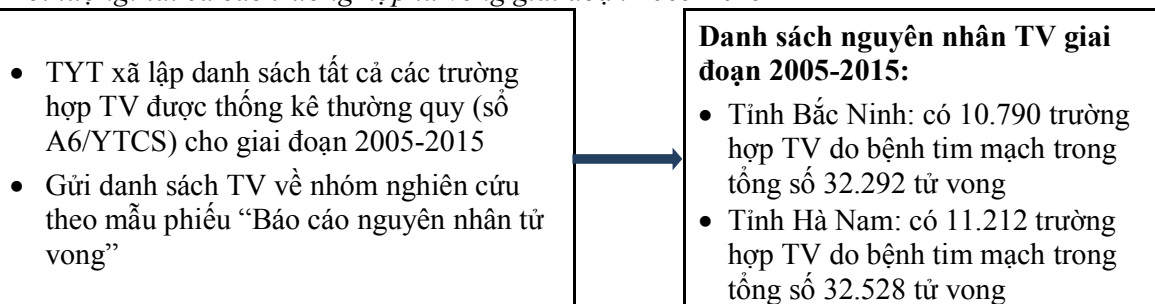 TYT xã lập danh sách tất cả các trường
hợp TV được thống kê thường quy (sổ
A6/YTCS) cho giai đoạn 2005-2015
Gửi danh sách TV về nhóm nghiên cứu
theo mẫu phiếu “Báo cáo nguyên nhân tử
vong”
Danh sách nguyên nhân TV giai
đoạn 2005-2015:
Tỉnh Bắc Ninh: có 10.790 trường
hợp TV do bệnh tim mạch trong
tổng số 32.292 tử vong
Tỉnh Hà Nam: có 11.212 trường
hợp TV do bệnh tim mạch trong
tổng số 32.528 tử vong